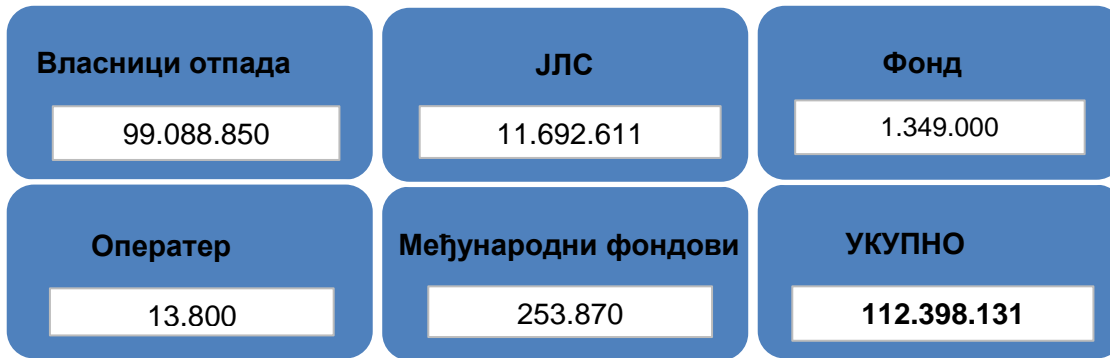 Власници отпада
99.088.850
ЈЛС
11.692.611
Фонд
1.349.000
Оператер
13.800
Међународни фондови
253.870
УКУПНО
112.398.131